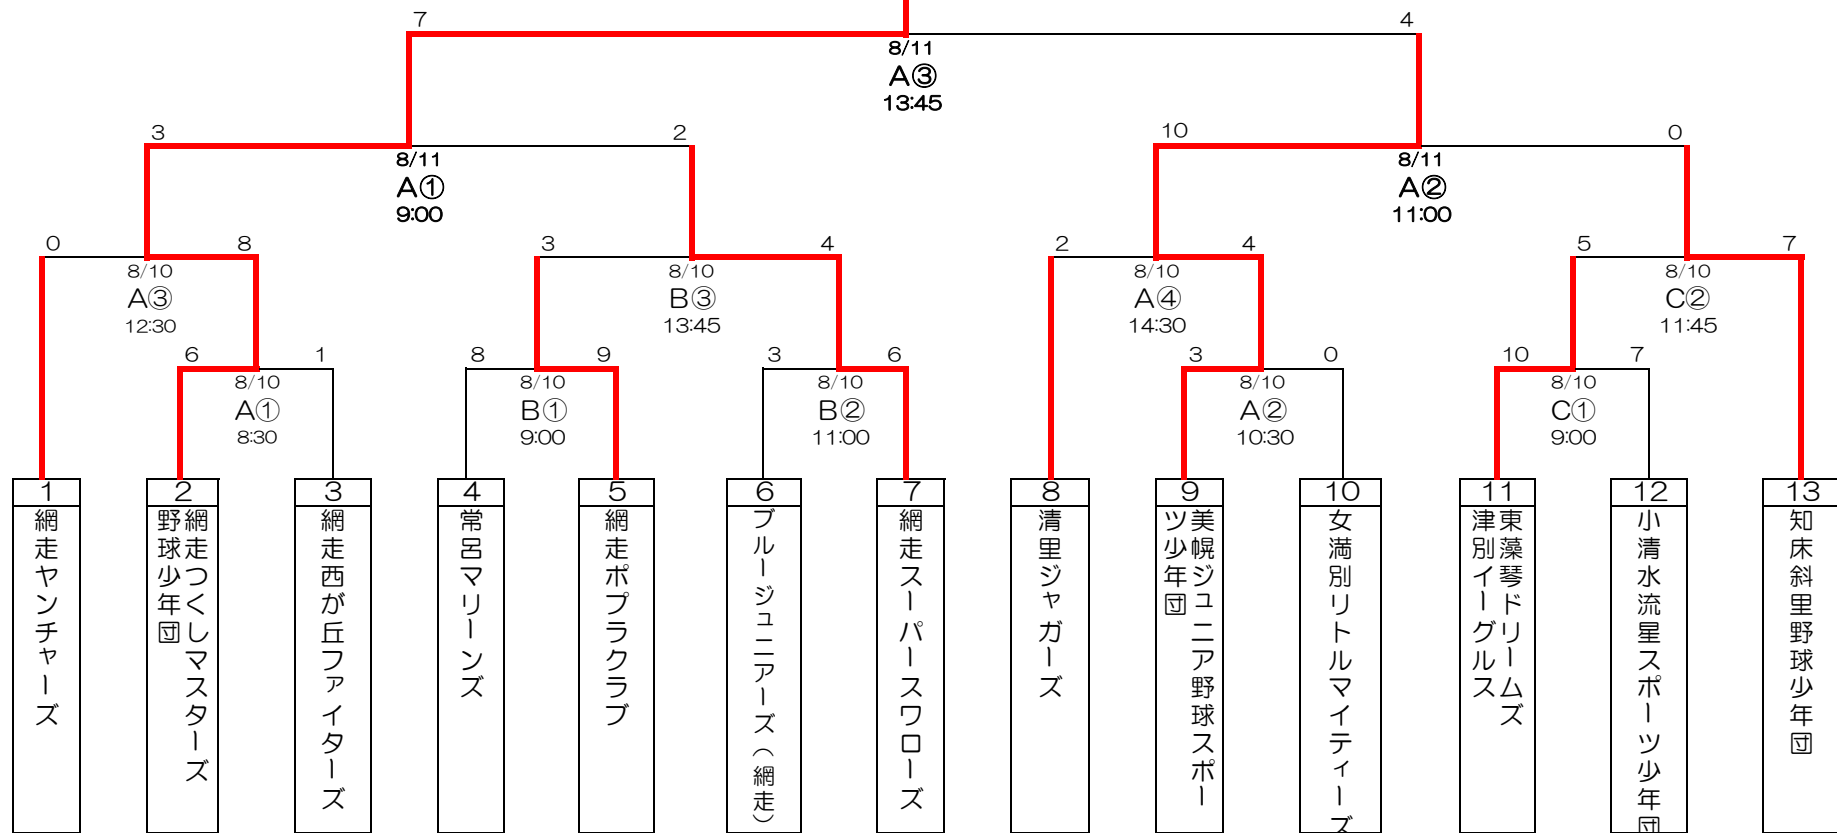 7
4
8/11
A③
13:45
3
2
10
0
8/11
A①
9:00
8/11
A②
11:00
0
8
3
4
2
4
5
7
8/10
A③
12:30
8/10
B③
13:45
8/10
A④
14:30
8/10
C②
11:45
6
1
8
9
3
6
3
0
10
7
8/10
A①
8:30
8/10
B①
9:00
8/10
B②
11:00
8/10
A②
10:30
8/10
C①
9:00
1
網走ヤンチャーズ
2
網走つくしマスターズ
野球少年団
3
網走西が丘ファイターズ
4
常呂マリーンズ
5
網走ポプラクラブ
6
ブルージュニアーズ(網走)
7
網走スーパースワローズ
8
清里ジャガーズ
9
美幌ジュニア野球スポー
ツ少年団
10
女満別リトルマイティーズ
11
東藻琴ドリームズ
津別イーグルス
12
小清水流星スポーツ少年団
13
知床斜里野球少年団